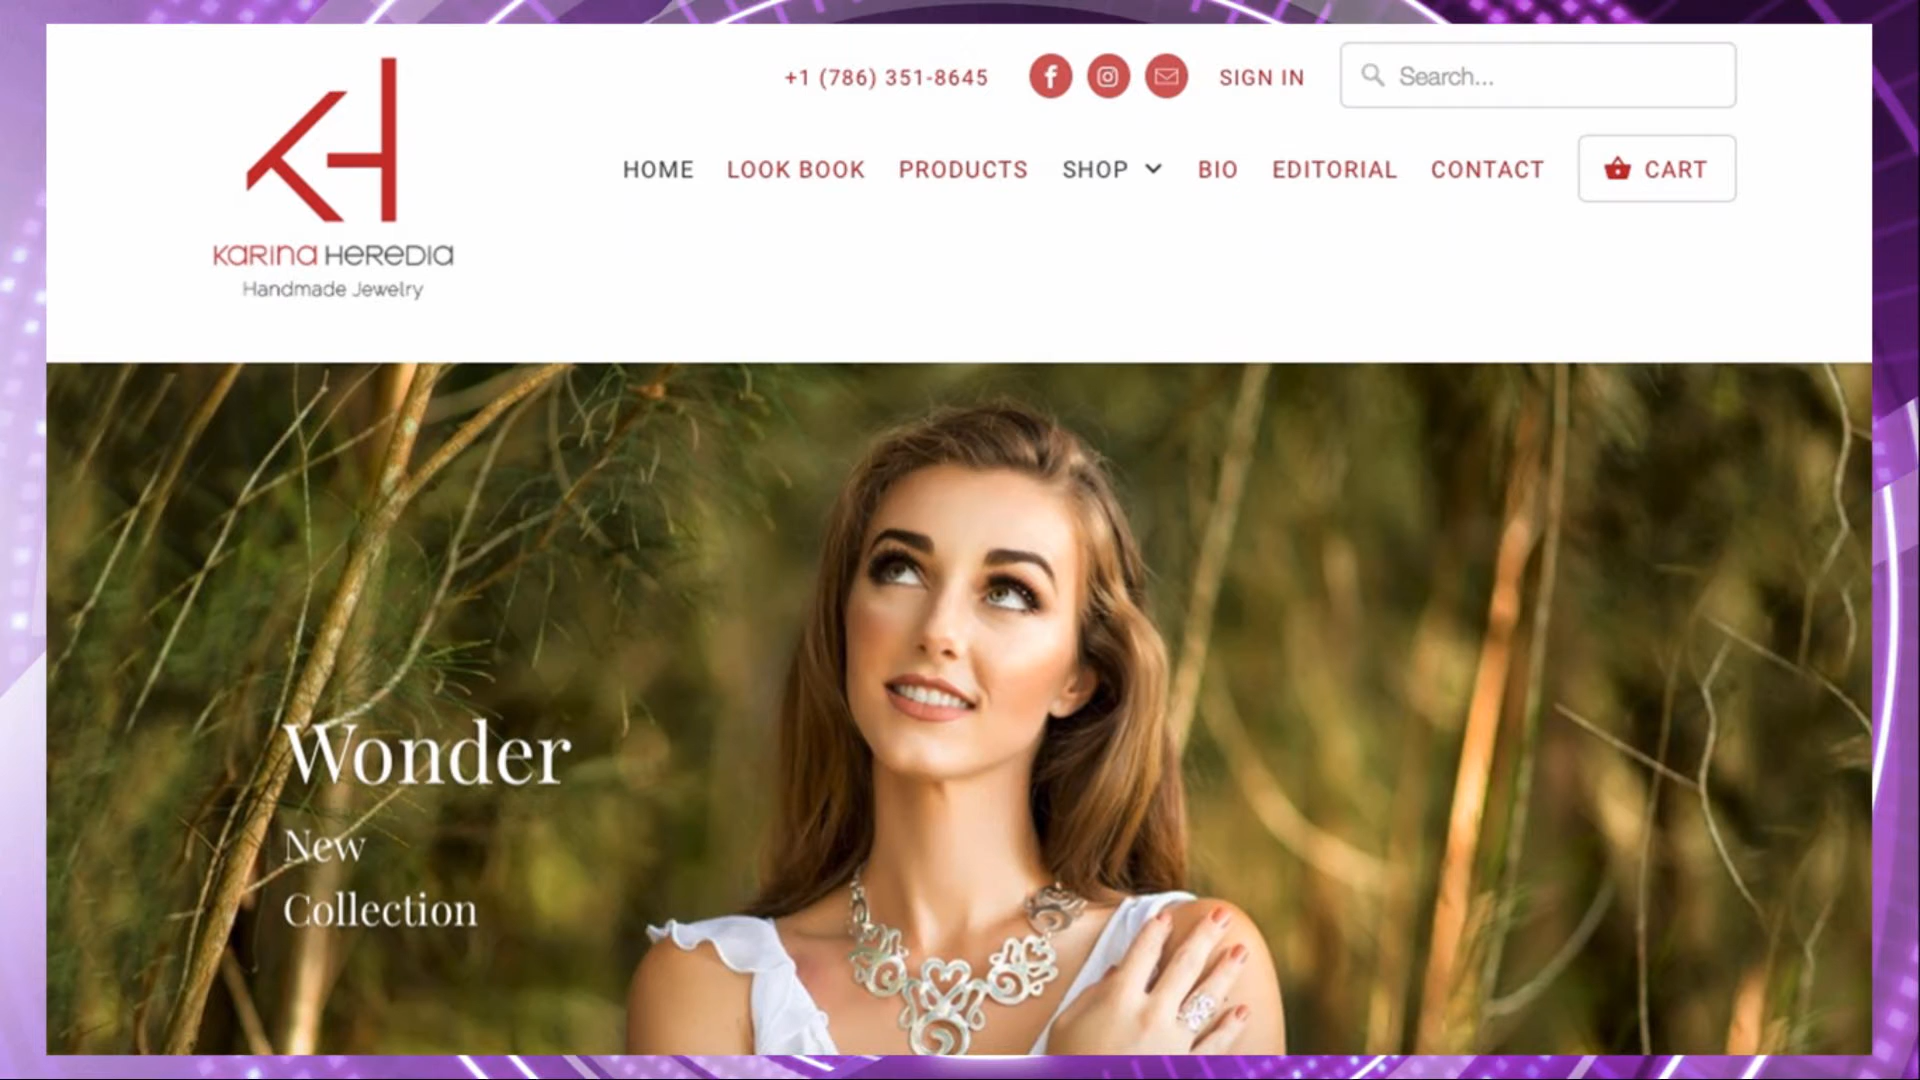 +1 (786) 351-8645
SIGN IN
Search...
HOME
LOOK BOOK
PRODUCTS
SHOP
BIO
EDITORIAL
CONTACT
CART
KARINA HEREDIA
Handmade Jewelry
Wonder
New
Collection